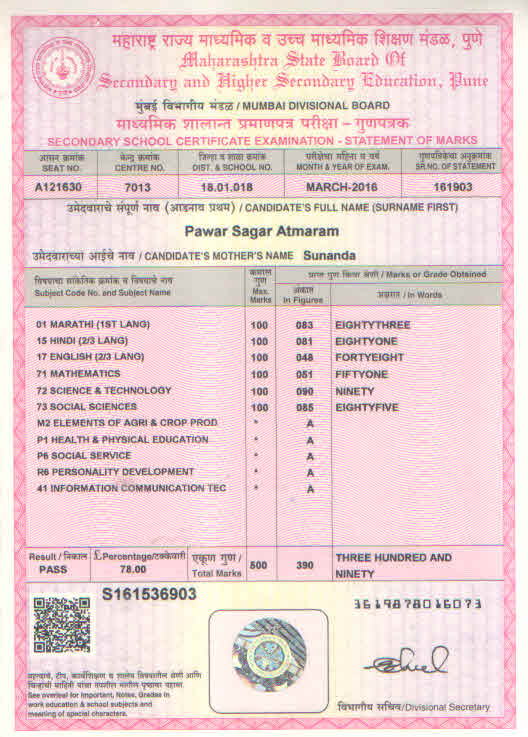 महाराष्ट्र राज्य माध्यमिक व उच्च माध्यमिक शिक्षण मंडळ, पुणे
Maharashtra State Board Of
Secondary and Higher Secondary Education, Pune
मुंबई विभागीय मंडळ / MUMBAI DIVISIONAL BOARD
माध्यमिक शालान्त प्रमाणपत्र परीक्षा – गुणपत्रक
SECONDARY SCHOOL CERTIFICATE EXAMINATION - STATEMENT OF MARKS
आसन क्रमांक केन्द्र क्रमांक जिल्हा व शाळा क्रमांक परीक्षेचा महिना व वर्ष गुणपत्रिकेचा अनुक्रमांक
SEAT NO. CENTRE NO. DIST. & SCHOOL NO. MONTH & YEAR OF EXAM. SR.NO. OF STATEMENT
A121630 7013 18.01.018 MARCH-2016 161903
उमेदवाराचे संपूर्ण नाव (आडनाव प्रथम) / CANDIDATE'S FULL NAME (SURNAME FIRST)
Pawar Sagar Atmaram
उमेदवाराच्या आईचे नाव / CANDIDATE'S MOTHER'S NAME Sunanda
विषयाचा सांकेतिक क्रमांक व विषयाचे नाव
Subject Code No. and Subject Name
कमाल
गुण
Max.
Marks
प्राप्त गुण किंवा श्रेणी / Marks or Grade Obtained
अंकात
In Figures
अक्षरात / In Words
01 MARATHI (1ST LANG) 100 083 EIGHTYTHREE
15 HINDI (2/3 LANG) 100 081 EIGHTYONE
17 ENGLISH (2/3 LANG) 100 048 FORTYEIGHT
71 MATHEMATICS 100 051 FIFTYONE
72 SCIENCE & TECHNOLOGY 100 090 NINETY
73 SOCIAL SCIENCES 100 085 EIGHTYFIVE
M2 ELEMENTS OF AGRI & CROP PROD * A
P1 HEALTH & PHYSICAL EDUCATION * A
P6 SOCIAL SERVICE * A
R6 PERSONALITY DEVELOPMENT * A
41 INFORMATION COMMUNICATION TEC * A
Result / निकाल
PASS
£Percentage/टक्केवारी
78.00
एकूण गुण /
Total Marks
500 390
THREE HUNDRED AND
NINETY
S161536903
3619878016073
See overleaf for Important, Notes, Grades in
work education & school subjects and
meaning of special characters.
विभागीय सचिव/Divisional Secretary